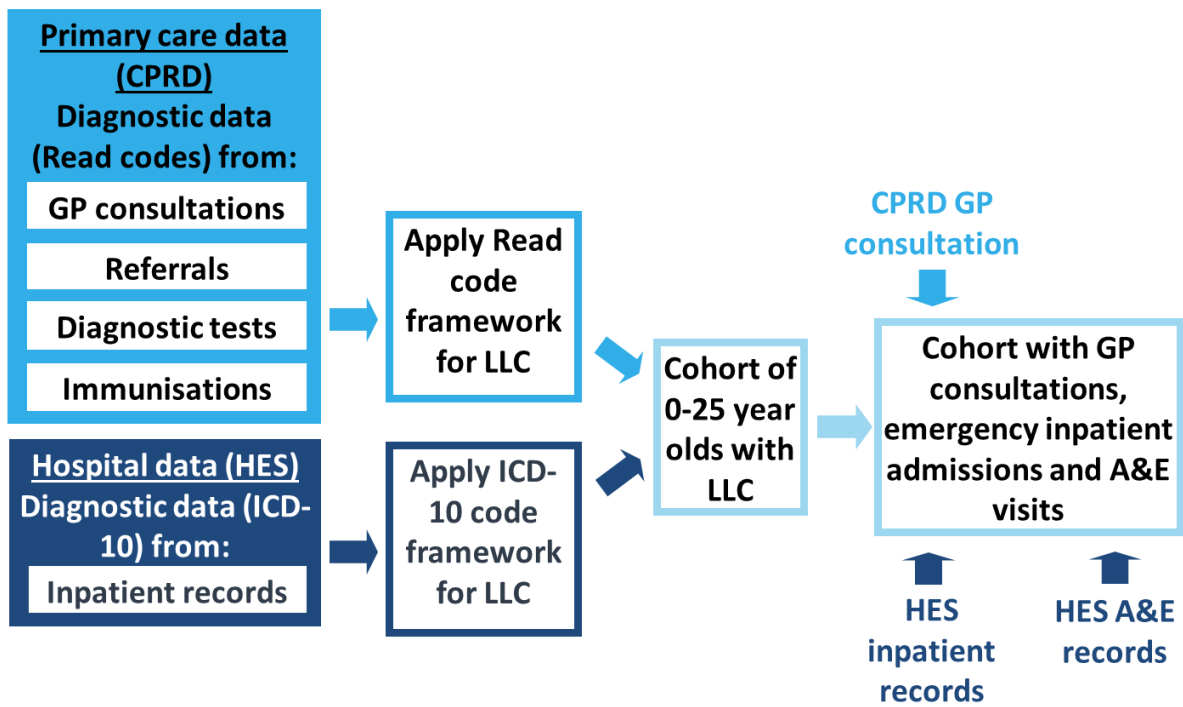 Primary care data
(CPRD)
Diagnostic data
(Read codes) from:
GP consultations
Referrals
Diagnostic tests
Immunisations
Hospital data (HES)
Diagnostic data (ICD-
10) from:
Inpatient records
Apply Read
code
framework
for LLC
Apply ICD-
10 code
framework
for LLC
Cohort of
0-25 year
olds with
LLC
CPRD GP
consultation
Cohort with GP
consultations,
emergency inpatient
admissions and A&E
visits
HES
inpatient
records
HES A&E
records